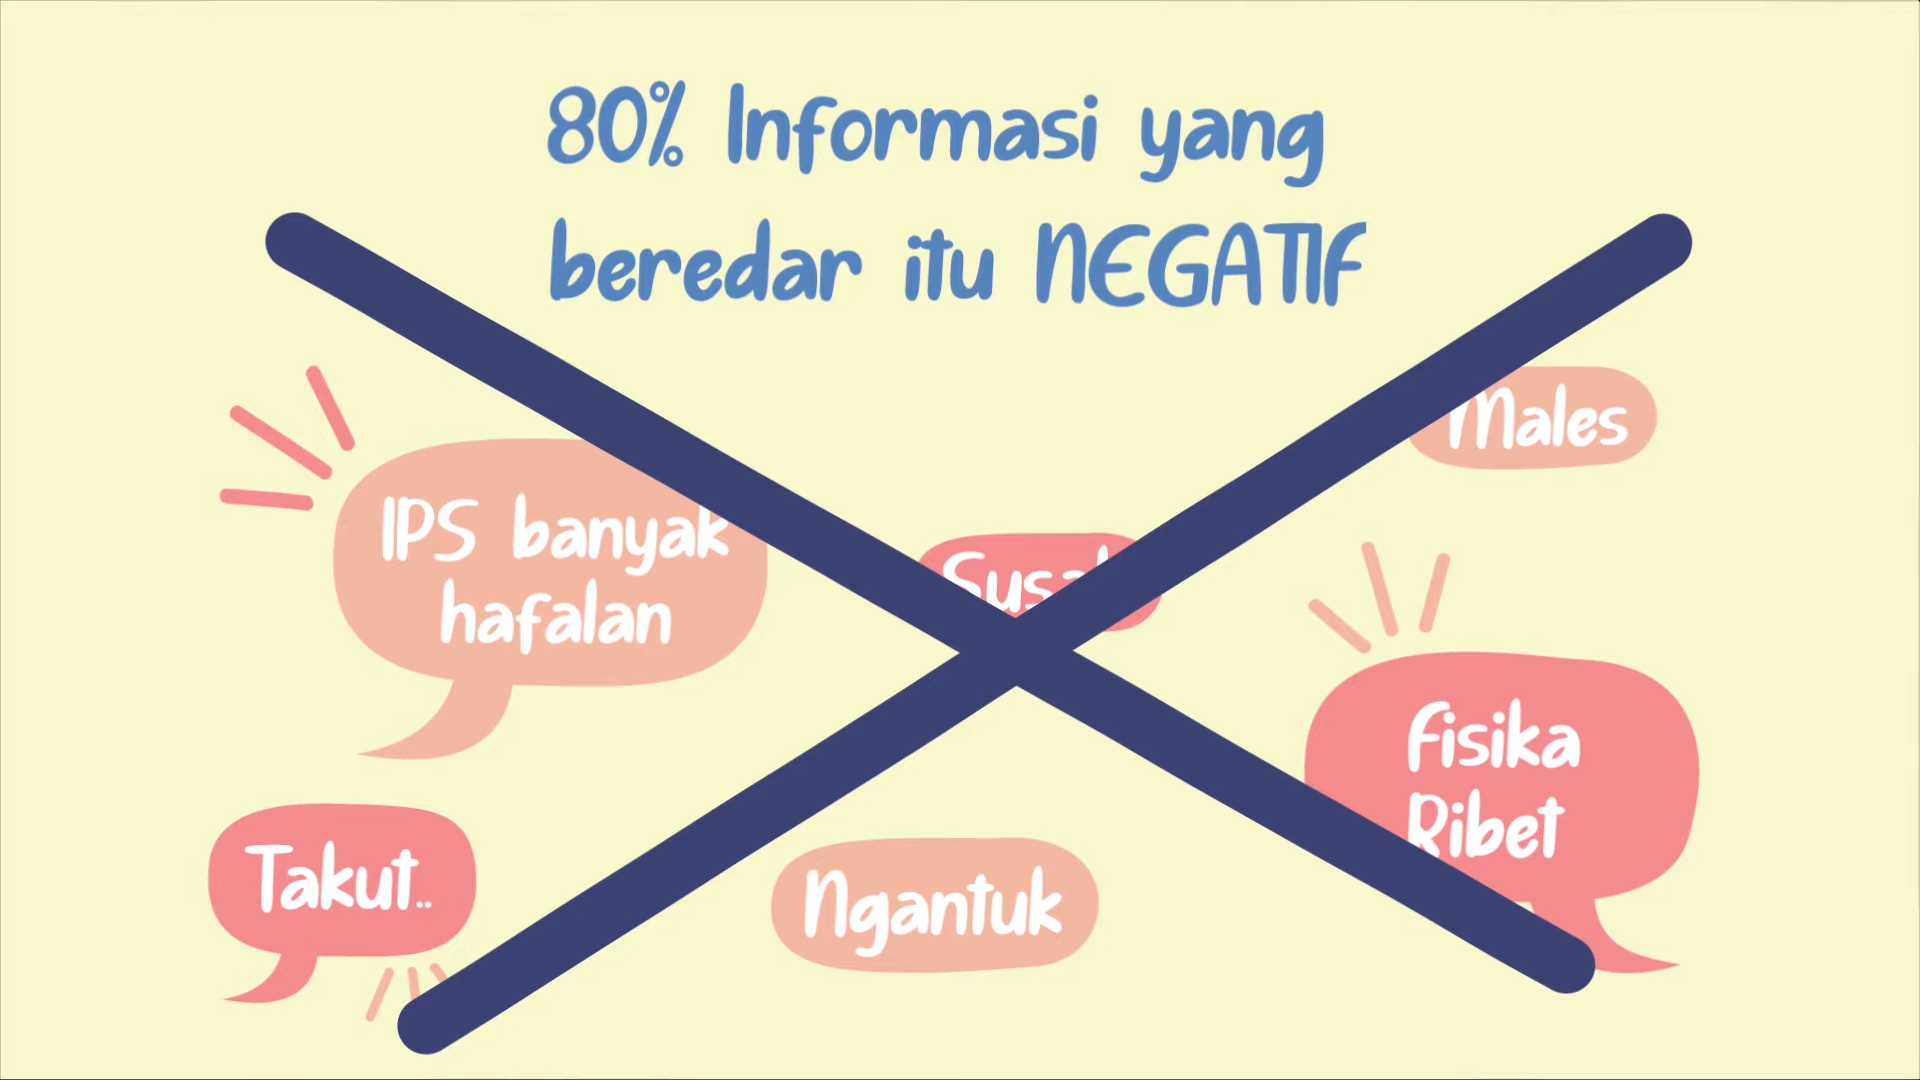 80% Informasi yang
beredar itu NEGATIF
Males
IPS banyak
hafalan
Fisika
Ribet
Takut..
Ngantuk